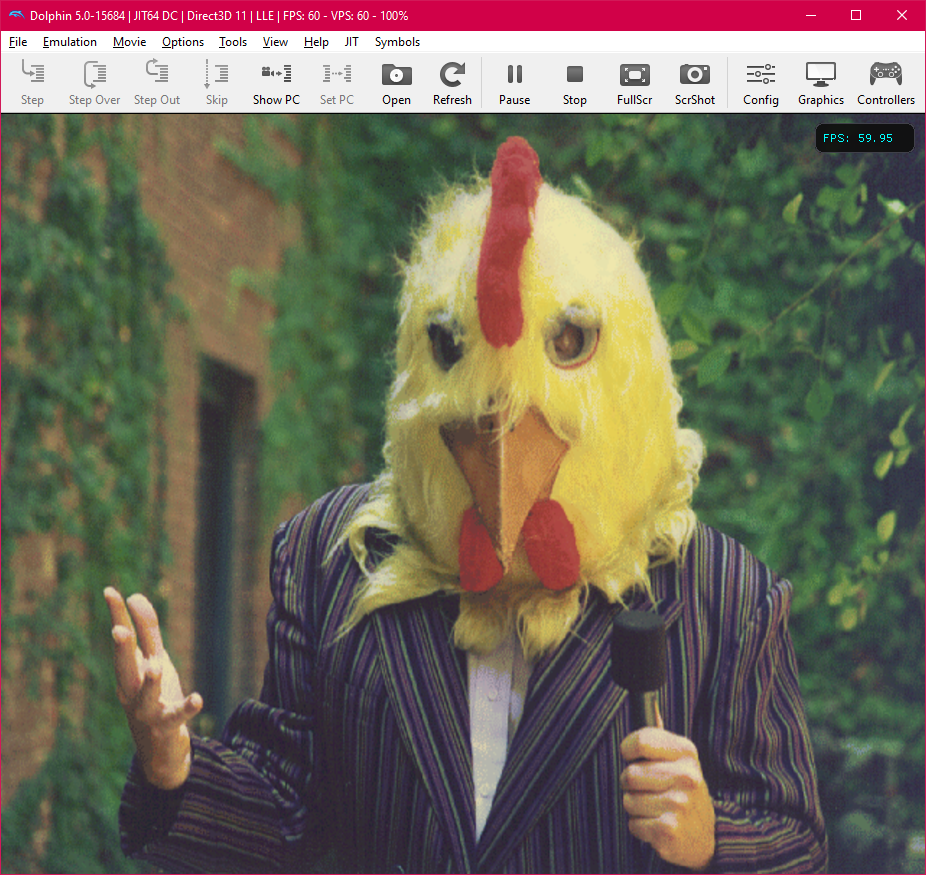 Dolphin 5.0-15684 | JIT64 DC | Direct3D 11 | LLE | FPS: 60 - VPS: 60 - 100%
File Emulation Movie Options Tools View Help JIT Symbols
Step Step Over Step Out Skip Show PC Set PC Open Refresh Pause Stop FullScr ScrShot Config Graphics Controllers
FPS: 59.95